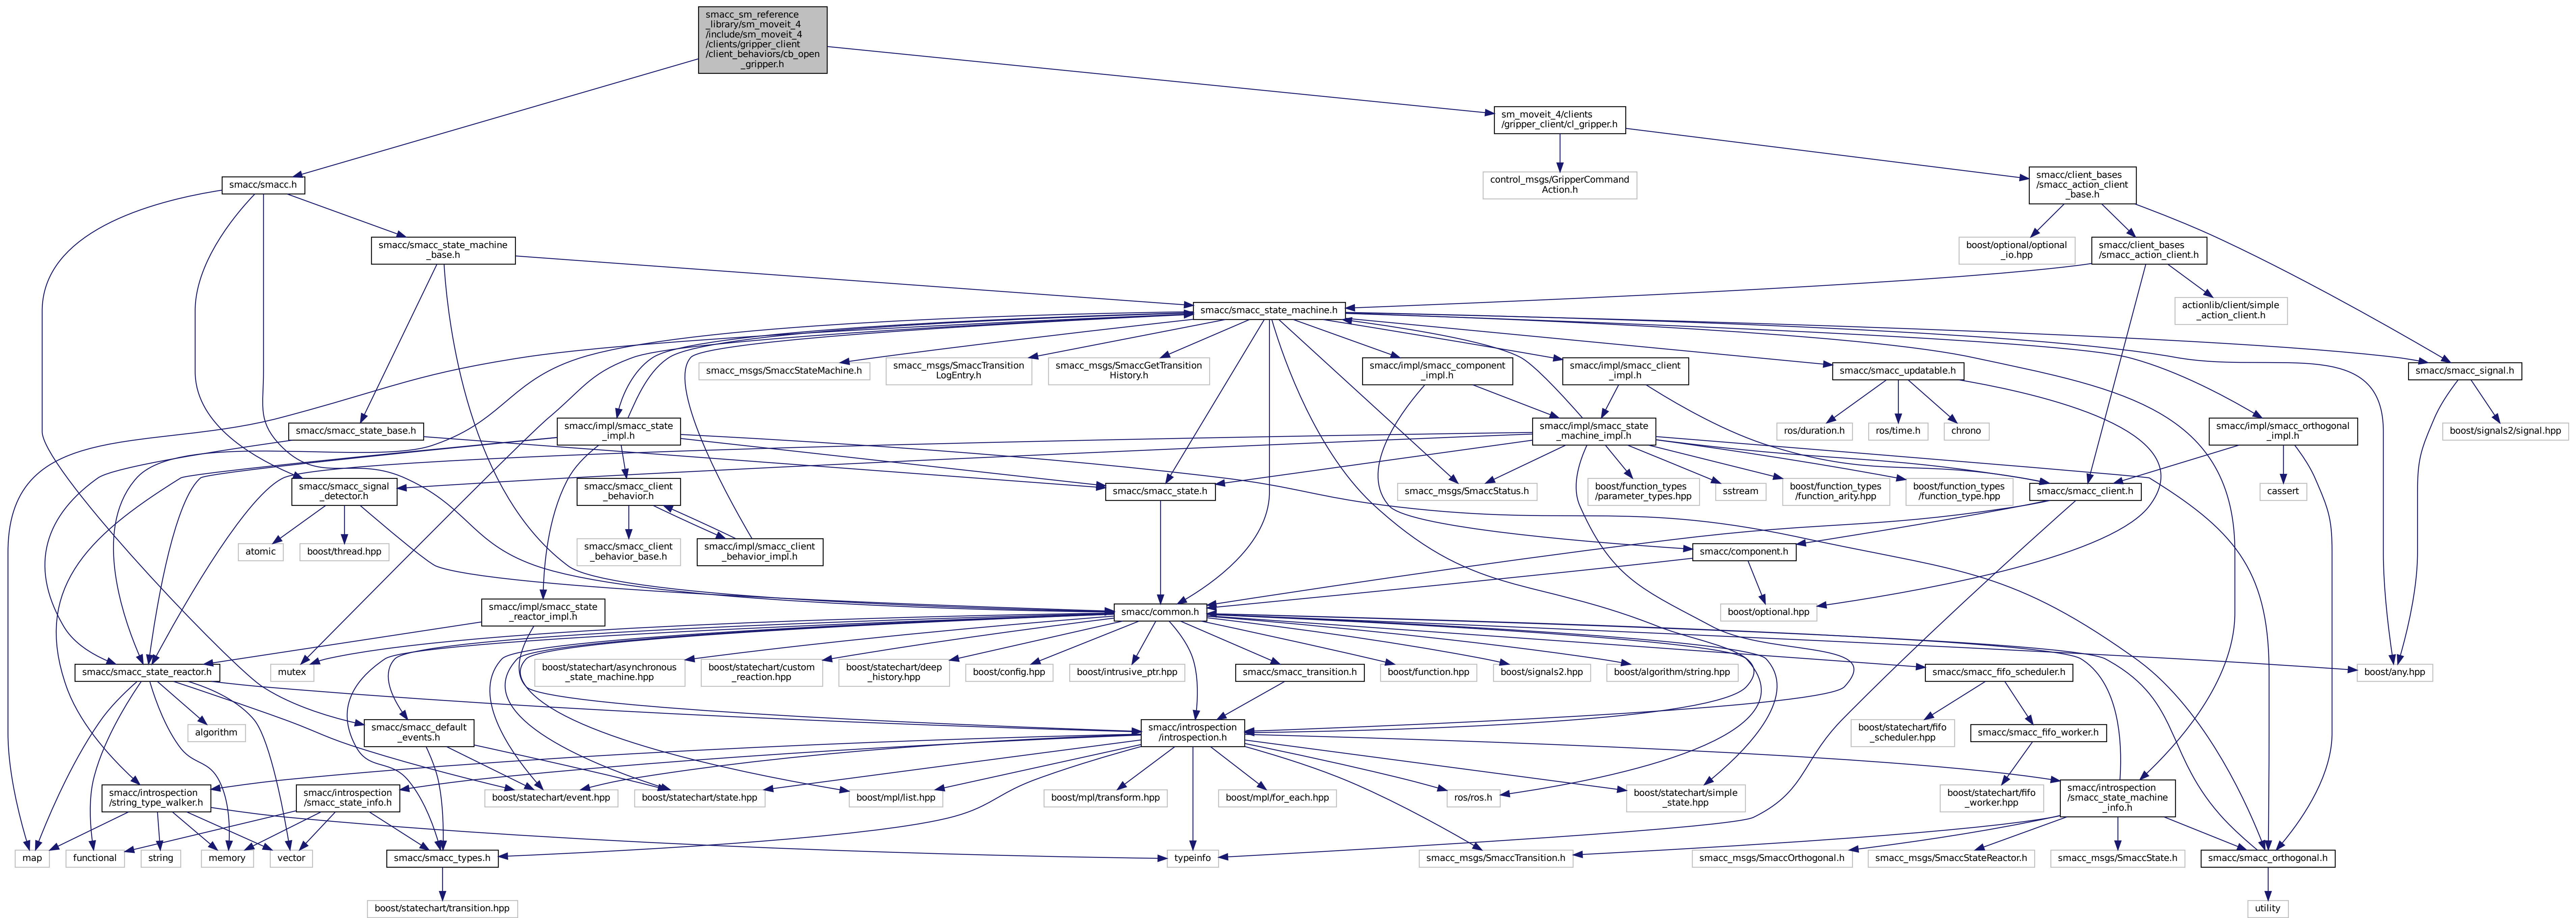 smacc_sm_reference
_library/sm_moveit_4
/include/sm_moveit_4
/clients/gripper_client
/client_behaviors/cb_open
_gripper.h
sm_moveit_4/clients
/gripper_client/cl_gripper.h
control_msgs/GripperCommand
Action.h
smacc/smacc.h
smacc/client_bases
/smacc_action_client
_base.h
smacc/smacc_state_machine
_base.h
boost/optional/optional
_io.hpp
smacc/client_bases
/smacc_action_client.h
smacc/smacc_state_machine.h
actionlib/client/simple
_action_client.h
smacc_msgs/SmaccStateMachine.h
smacc_msgs/SmaccTransition
LogEntry.h
smacc_msgs/SmaccGetTransition
History.h
smacc/impl/smacc_component
_impl.h
smacc/impl/smacc_client
_impl.h
smacc/smacc_updatable.h
smacc/smacc_signal.h
smacc/smacc_state_base.h
smacc/impl/smacc_state
_impl.h
smacc/impl/smacc_state
_machine_impl.h
ros/duration.h
ros/time.h
chrono
smacc/impl/smacc_orthogonal
_impl.h
boost/signals2/signal.hpp
smacc/smacc_signal
_detector.h
smacc/smacc_client
_behavior.h
smacc/smacc_state.h
smacc_msgs/SmaccStatus.h
boost/function_types
/parameter_types.hpp
sstream
boost/function_types
/function_arity.hpp
boost/function_types
/function_type.hpp
smacc/smacc_client.h
cassert
atomic
boost/thread.hpp
smacc/smacc_client
_behavior_base.h
smacc/impl/smacc_client
_behavior_impl.h
smacc/component.h
smacc/impl/smacc_state
_reactor_impl.h
smacc/common.h
boost/optional.hpp
smacc/smacc_state_reactor.h
mutex
boost/statechart/asynchronous
_state_machine.hpp
boost/statechart/custom
_reaction.hpp
boost/statechart/deep
_history.hpp
boost/config.hpp
boost/intrusive_ptr.hpp
smacc/smacc_transition.h
boost/function.hpp
boost/signals2.hpp
boost/algorithm/string.hpp
smacc/smacc_fifo_scheduler.h
boost/any.hpp
algorithm
smacc/smacc_default
_events.h
smacc/introspection
/introspection.h
boost/statechart/fifo
_scheduler.hpp
smacc/smacc_fifo_worker.h
smacc/introspection
/string_type_walker.h
smacc/introspection
/smacc_state_info.h
boost/statechart/event.hpp
boost/statechart/state.hpp
boost/mpl/list.hpp
boost/mpl/transform.hpp
boost/mpl/for_each.hpp
ros/ros.h
boost/statechart/simple
_state.hpp
boost/statechart/fifo
_worker.hpp
smacc/introspection
/smacc_state_machine
_info.h
map
functional
string
memory
vector
smacc/smacc_types.h
typeinfo
smacc_msgs/SmaccTransition.h
smacc_msgs/SmaccOrthogonal.h
smacc_msgs/SmaccStateReactor.h
smacc_msgs/SmaccState.h
smacc/smacc_orthogonal.h
boost/statechart/transition.hpp
utility